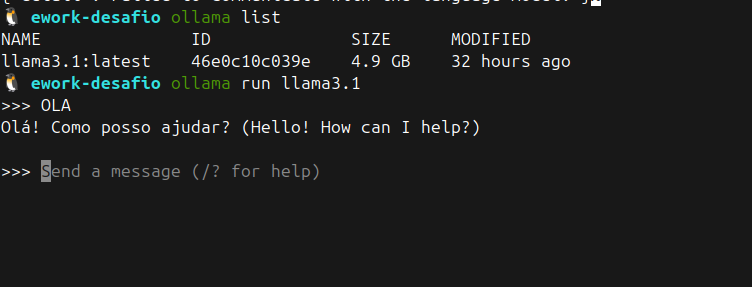 ework-desafio ollama list
NAME ID SIZE MODIFIED
llama3.1:latest 46e0c10c039e 4.9 GB 32 hours ago
ework-desafio ollama run llama3.1
>>> OLA
Olá! Como posso ajudar? (Hello! How can I help?)
>>> Send a message (/? for help)